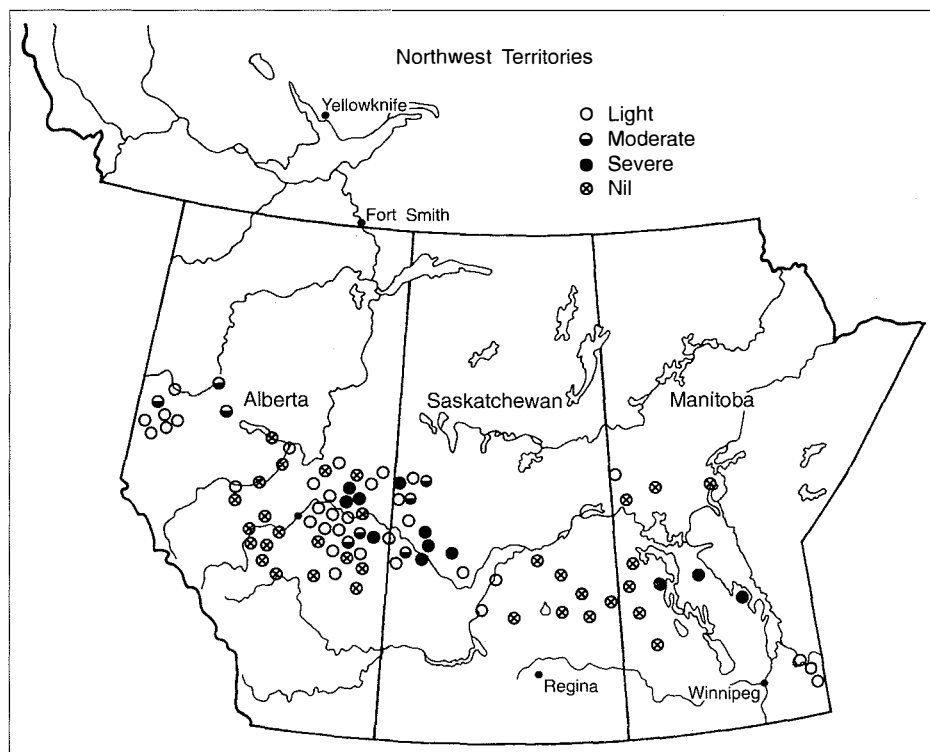 Northwest Territories
Yellowknife
Light
Moderate
Severe
Nil
Fort Smith
Alberta
Saskatchewan
Manitoba
Regina
Winnipeg